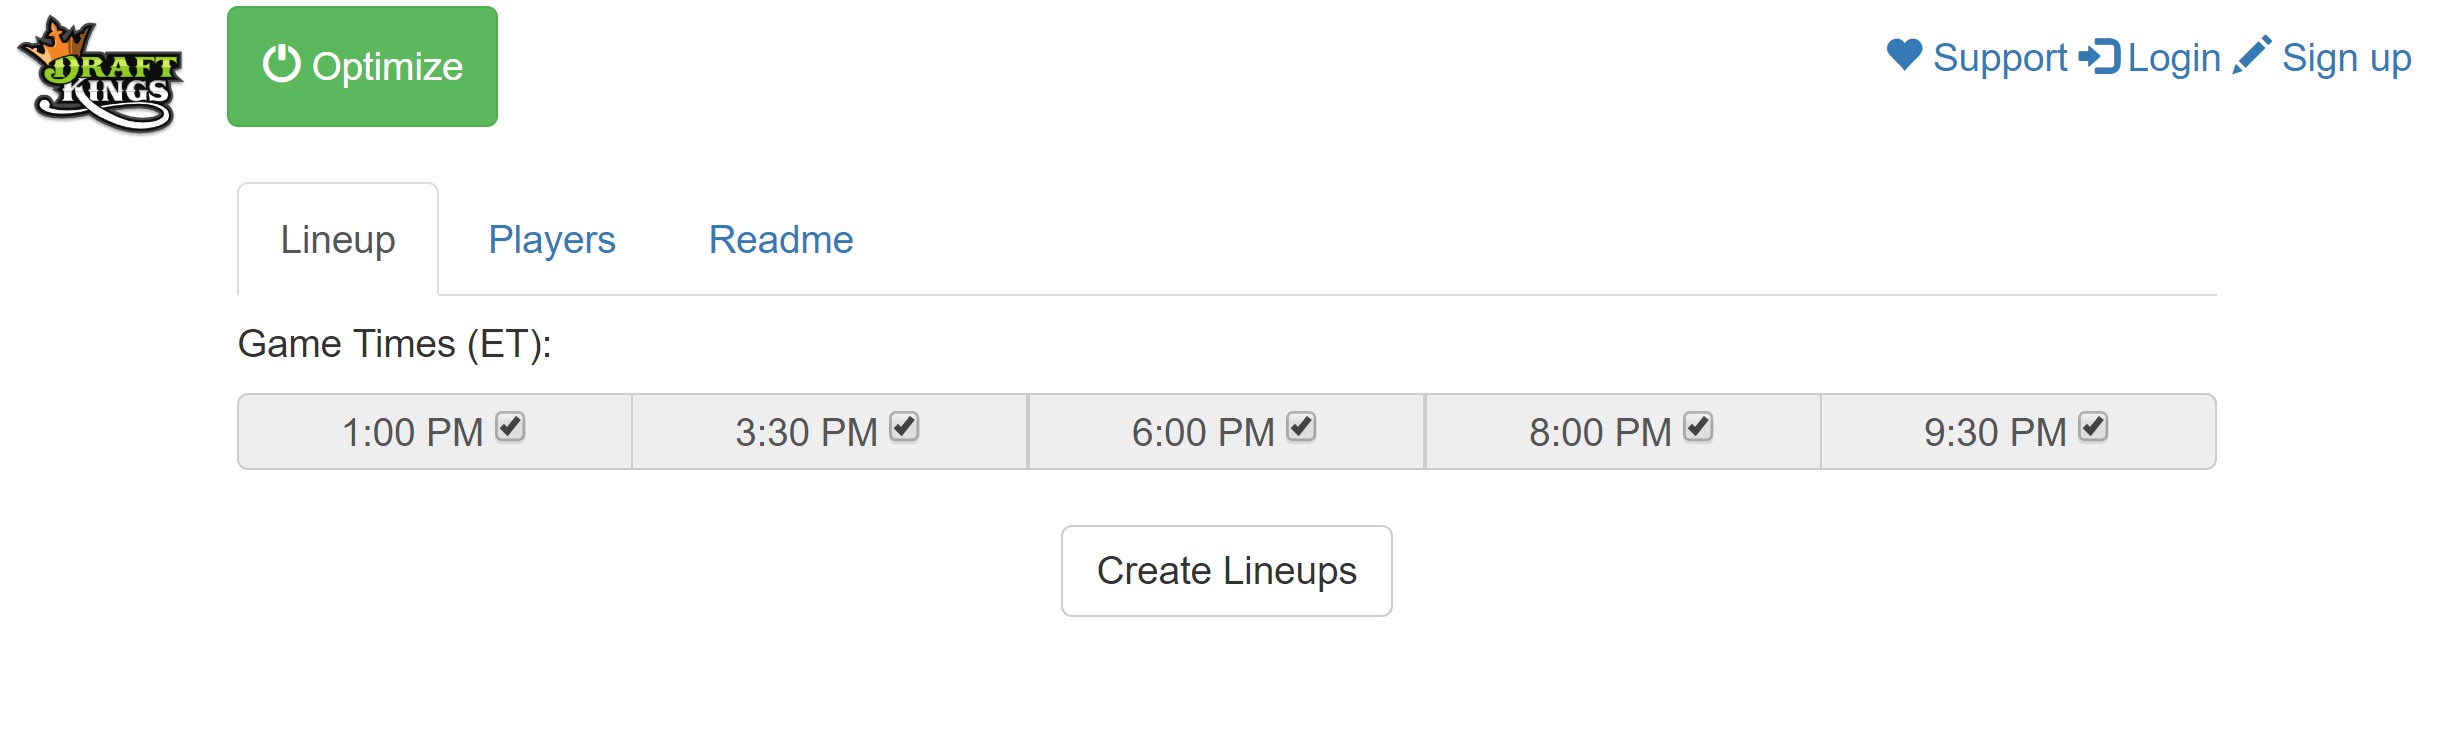 DRAFT
KINGS
Optimize
Support Login Sign up
Lineup Players Readme
Game Times (ET):
1:00 PM 3:30 PM 6:00 PM 8:00 PM 9:30 PM
Create Lineups